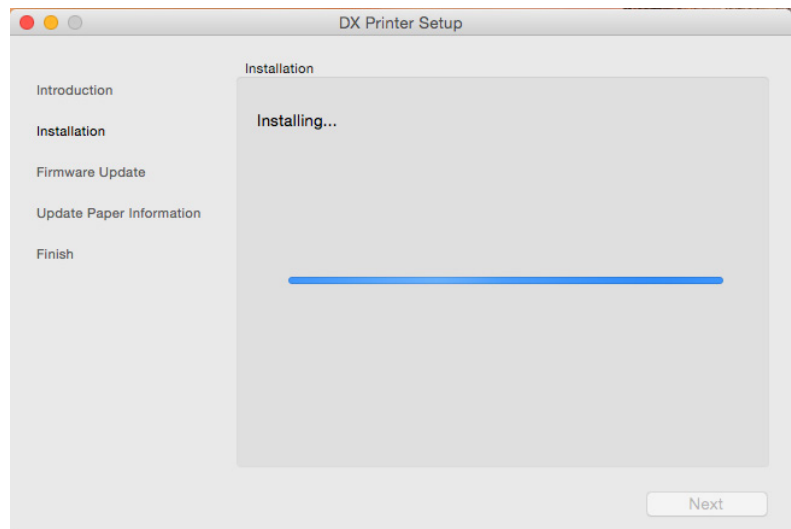 DX Printer Setup
Introduction
Installation
Firmware Update
Update Paper Information
Finish
Installation
Installing...
Next